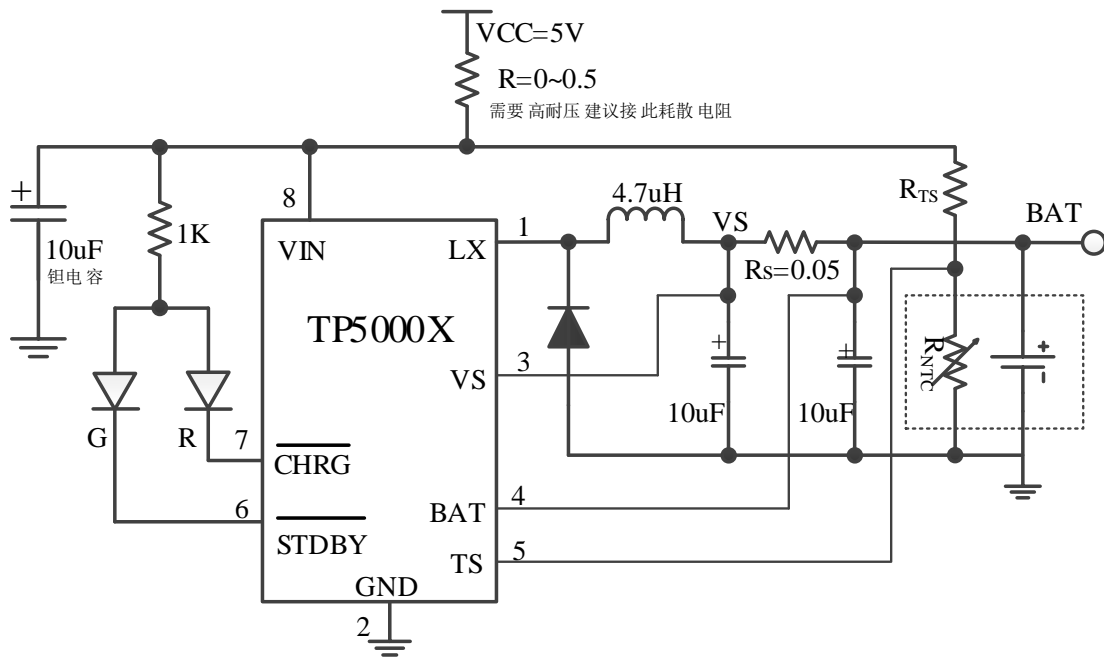 VCC=5V
R=0~0.5
需要 高耐压 建议接 此耗散 电阻
+
10uF
钽电 容
1K
8
VIN
LX
1
4.7uH
VS
Rs=0.05
RTS
BAT
TP5000X
VS
3
+
10uF
+
10uF
RNTC
+
-
G
R
7
CHRG
6
STDBY
BAT
4
TS
5
GND
2